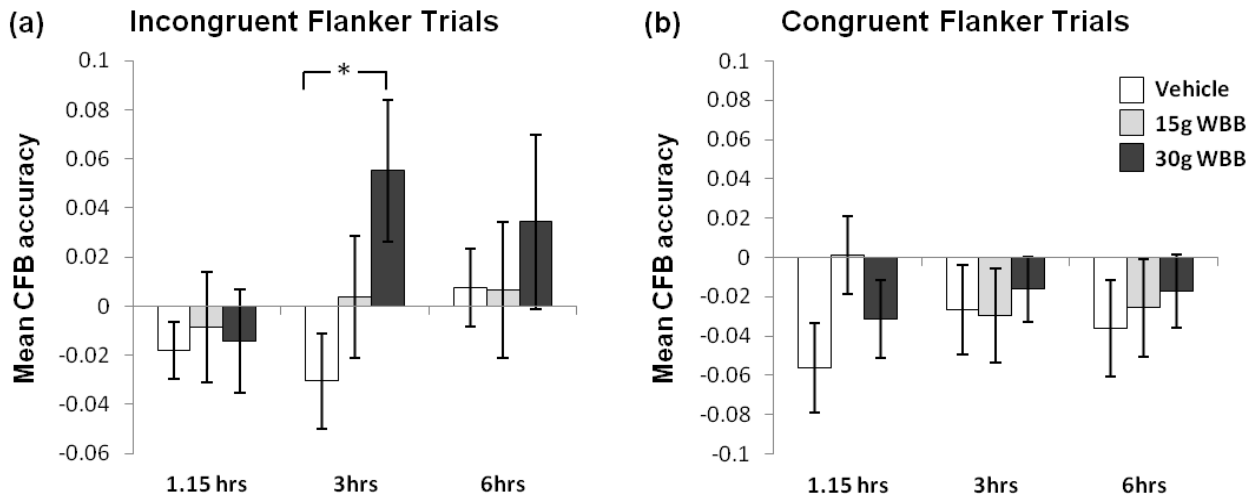 (a) Incongruent Flanker Trials
Mean CFB accuracy
0.1
0.08
0.06
0.04
0.02
0
-0.02
-0.04
-0.06
*
1.15 hrs 3hrs 6hrs
(b) Congruent Flanker Trials
Mean CFB accuracy
0.1
0.08
0.06
0.04
0.02
0
-0.02
-0.04
-0.06
-0.08
-0.1
Vehicle
15g WBB
30g WBB
1.15 hrs 3hrs 6hrs